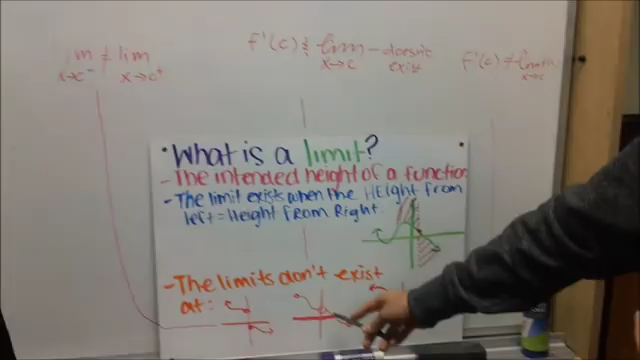 lim ≠ lim
x→c⁻ x→c⁺
f'(c) ≠ lim - doesn't
x→c exist
f'(c) ≠ lim
x→c
• What is a limit?
- The intended height of a function
- The limit exists when the HEIGHT from
left = Height from Right.
- The limits don't exist
at: